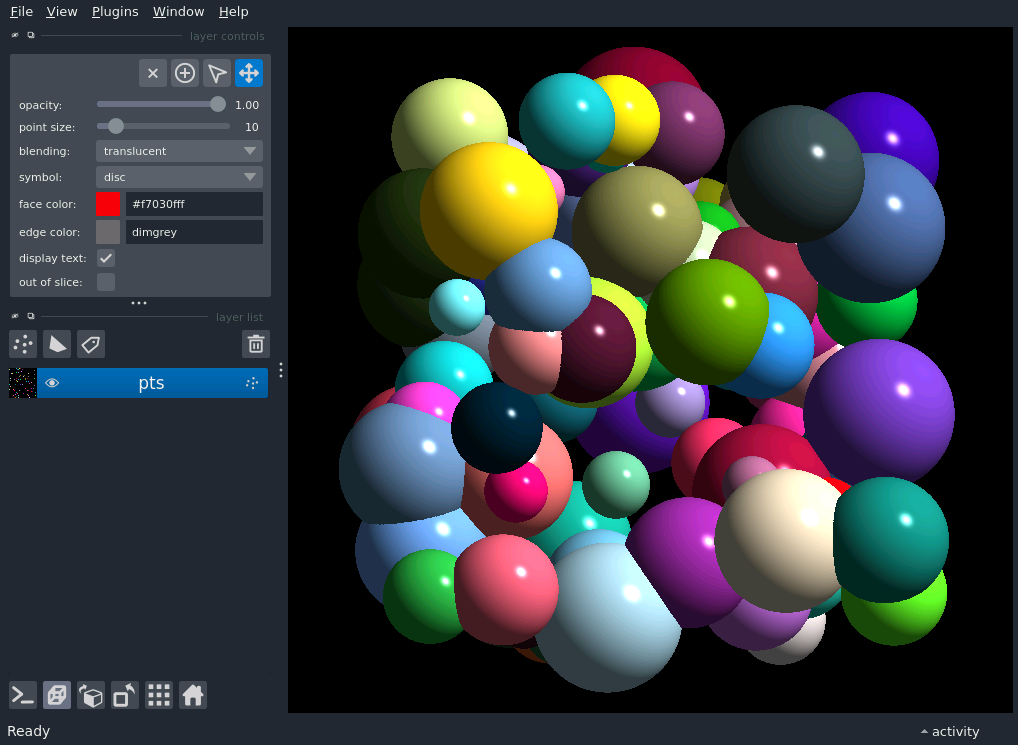 File View Plugins Window Help
layer controls
opacity: 1.00
point size: 10
blending: translucent
symbol: disc
face color: #f7030fff
edge color: dimgrey
display text:
out of slice:
layer list
pts
Ready
activity